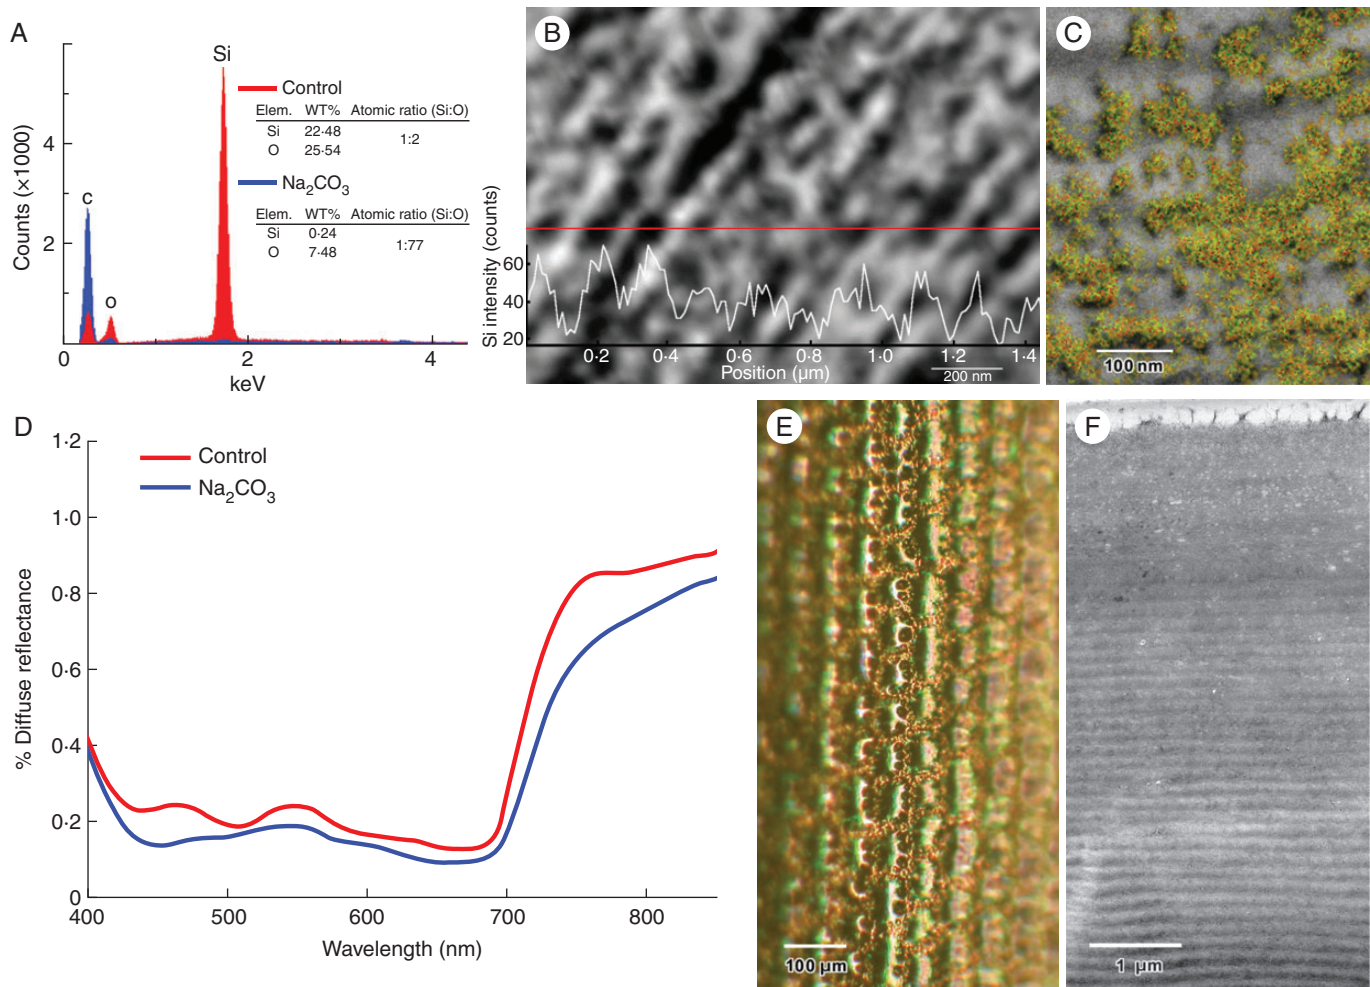 A
Counts (×1000)
4
2
0
2
4
keV
C
O
Si
Control
Elem. WT% Atomic ratio (Si:O)
Si 22·48
1:2
O 25·54
Na2CO3
Elem. WT% Atomic ratio (Si:O)
Si 0·24
1:77
O 7·48
B
Si intensity (counts)
60
40
20
0·2 0·4 0·6 0·8 1·0 1·2 1·4
Position (μm)
200 nm
C
100 nm
D
% Diffuse reflectance
1·2
1·0
0·8
0·6
0·4
0·2
0
400 500 600 700 800
Wavelength (nm)
Control
Na2CO3
E
100 μm
F
1 μm